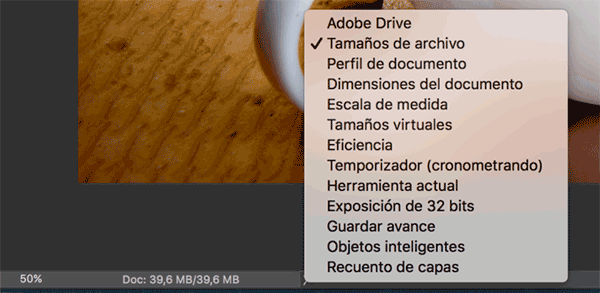 Adobe Drive
✓ Tamaños de archivo
Perfil de documento
Dimensiones del documento
Escala de medida
Tamaños virtuales
Eficiencia
Temporizador (cronometrando)
Herramienta actual
Exposición de 32 bits
Guardar avance
Objetos inteligentes
Recuento de capas
50% Doc: 39,6 MB/39,6 MB